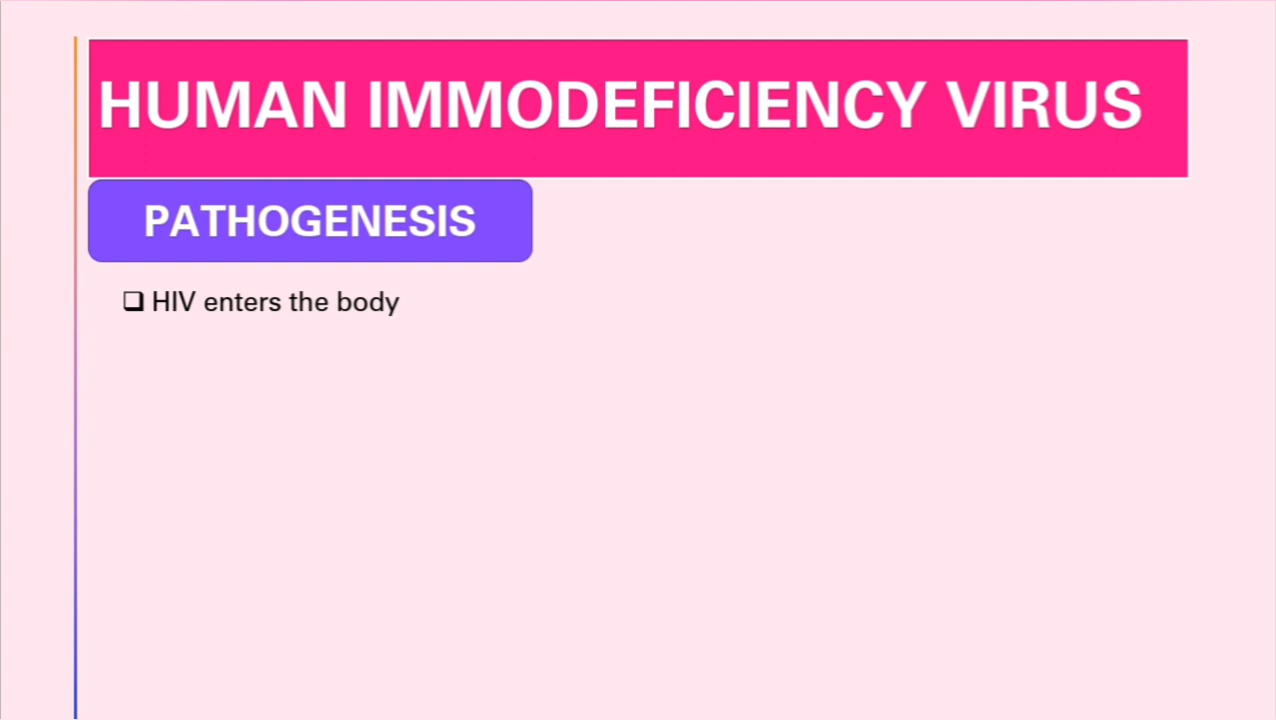 HUMAN IMMODEFICIENCY VIRUS
PATHOGENESIS
❑ HIV enters the body